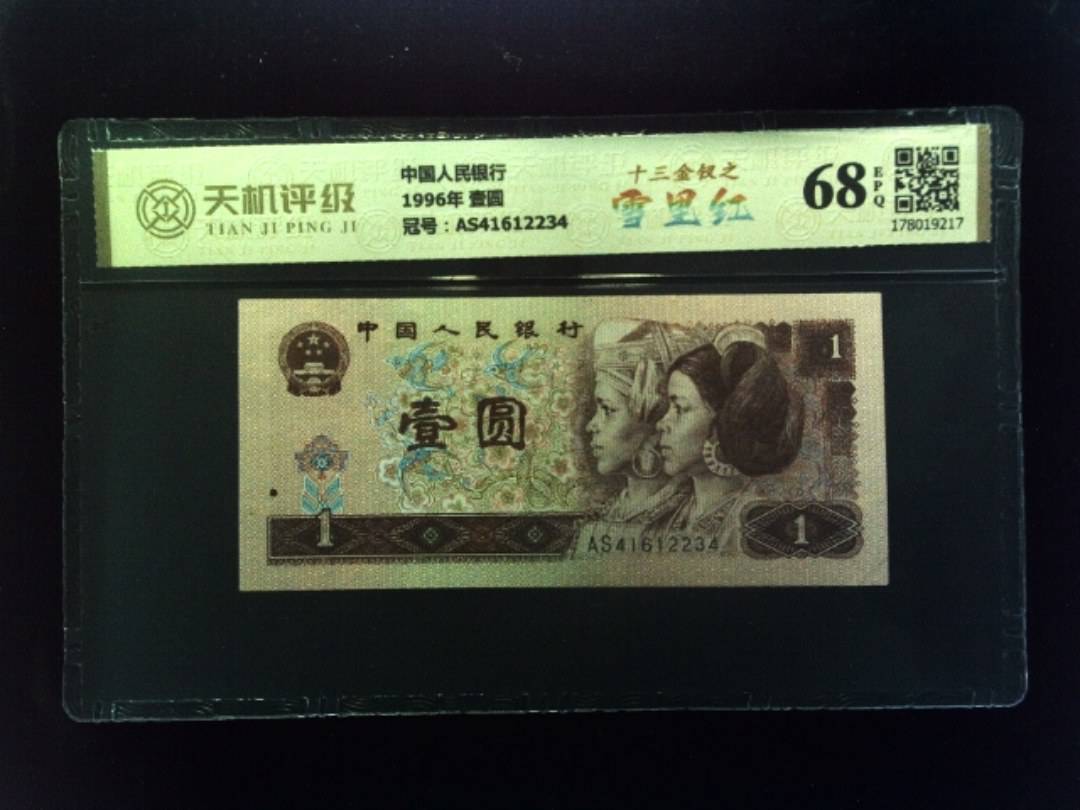 天机评级
TIAN JI PING JI
中国人民银行
1996年 壹圆
冠号：AS41612234
十三金钗之
雪里红
68
EPQ
178019217
中国人民银行
1
壹圆
1
AS41612234
1